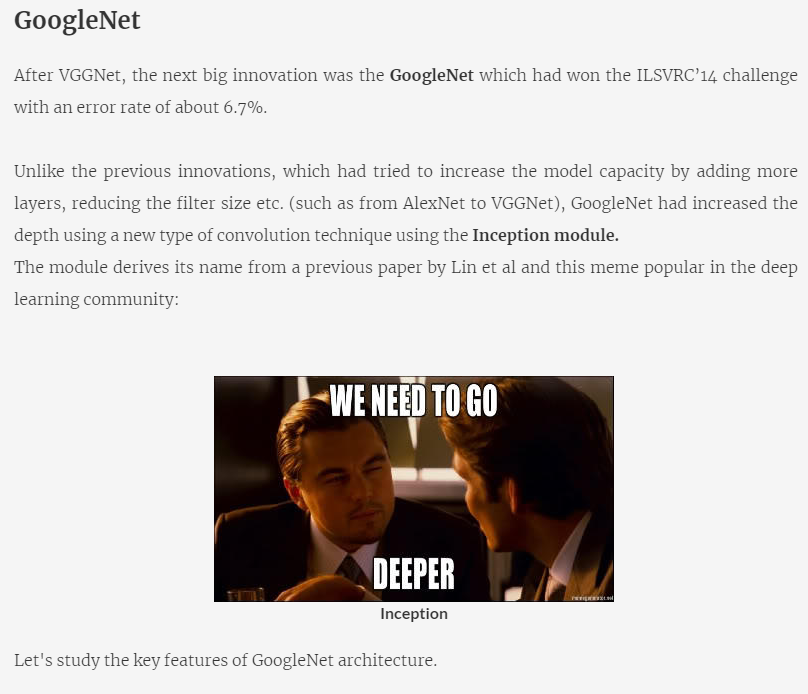 GoogleNet
After VGGNet, the next big innovation was the GoogleNet which had won the ILSVRC’14 challenge
with an error rate of about 6.7%.
Unlike the previous innovations, which had tried to increase the model capacity by adding more
layers, reducing the filter size etc. (such as from AlexNet to VGGNet), GoogleNet had increased the
depth using a new type of convolution technique using the Inception module.
The module derives its name from a previous paper by Lin et al and this meme popular in the deep
learning community:
WE NEED TO GO
DEEPER
memegenerator.net
Inception
Let's study the key features of GoogleNet architecture.